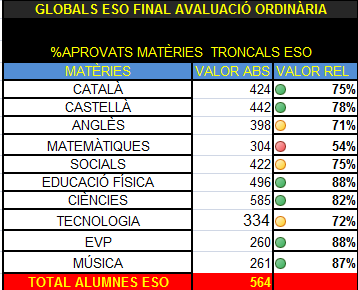 GLOBALS ESO FINAL AVALUACIÓ ORDINÀRIA
%APROVATS MATÈRIES TRONCALS ESO
MATÈRIES VALOR ABS VALOR REL
CATALÀ 424 75%
CASTELLÀ 442 78%
ANGLÈS 398 71%
MATEMÀTIQUES 304 54%
SOCIALS 422 75%
EDUCACIÓ FÍSICA 496 88%
CIÈNCIES 585 82%
TECNOLOGIA 334 72%
EVP 260 88%
MÚSICA 261 87%
TOTAL ALUMNES ESO 564